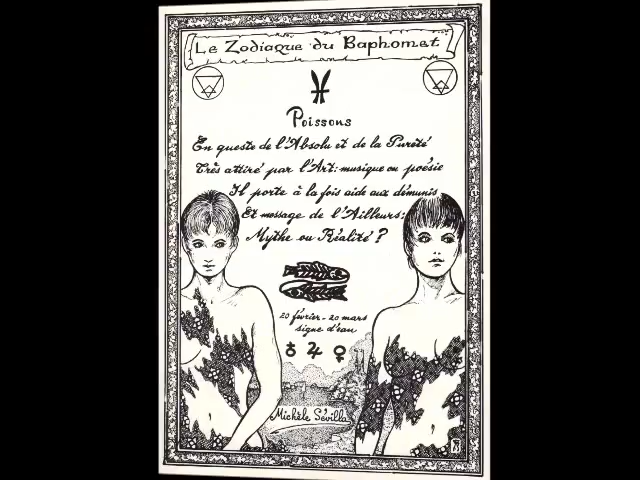 Le Zodiaque du Baphomet
Poissons
En queste de l'Absolu et de la Pureté
Très attiré par l'Art: musique ou poésie
Il porte à la fois aide aux démunis
Et message de l'Ailleurs:
Mythe ou Réalité ?
20 février - 20 mars
signe d'eau
Michèle Sévilla